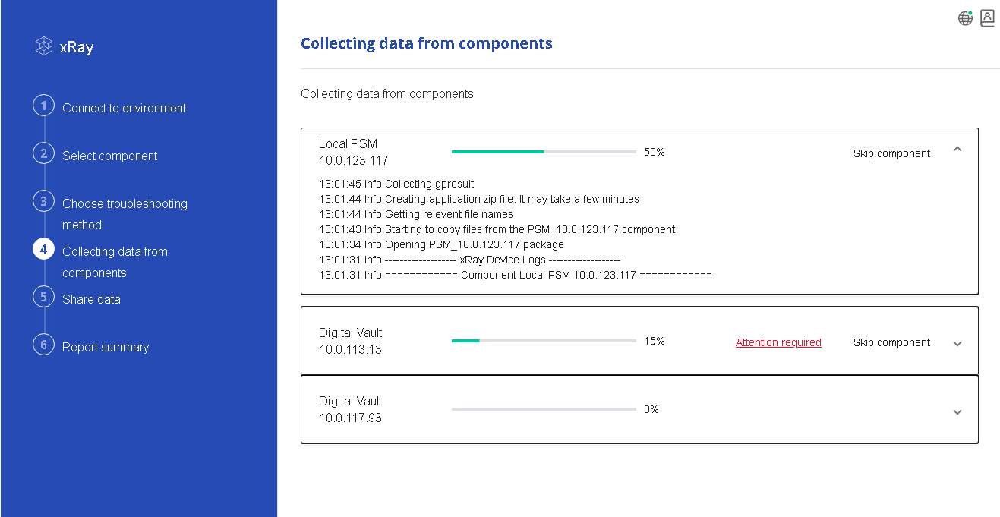 xRay
1 Connect to environment
2 Select component
3 Choose troubleshooting
method
4 Collecting data from
components
5 Share data
6 Report summary
Collecting data from components
Collecting data from components
Local PSM
10.0.123.117
50%
Skip component
13:01:45 Info Collecting gpresult
13:01:44 Info Creating application zip file. It may take a few minutes
13:01:44 Info Getting relevent file names
13:01:43 Info Starting to copy files from the PSM_10.0.123.117 component
13:01:34 Info Opening PSM_10.0.123.117 package
13:01:31 Info ------------------- xRay Device Logs -------------------
13:01:31 Info ============ Component Local PSM 10.0.123.117 ============
Digital Vault
10.0.113.13
15%
Attention required
Skip component
Digital Vault
10.0.117.93
0%